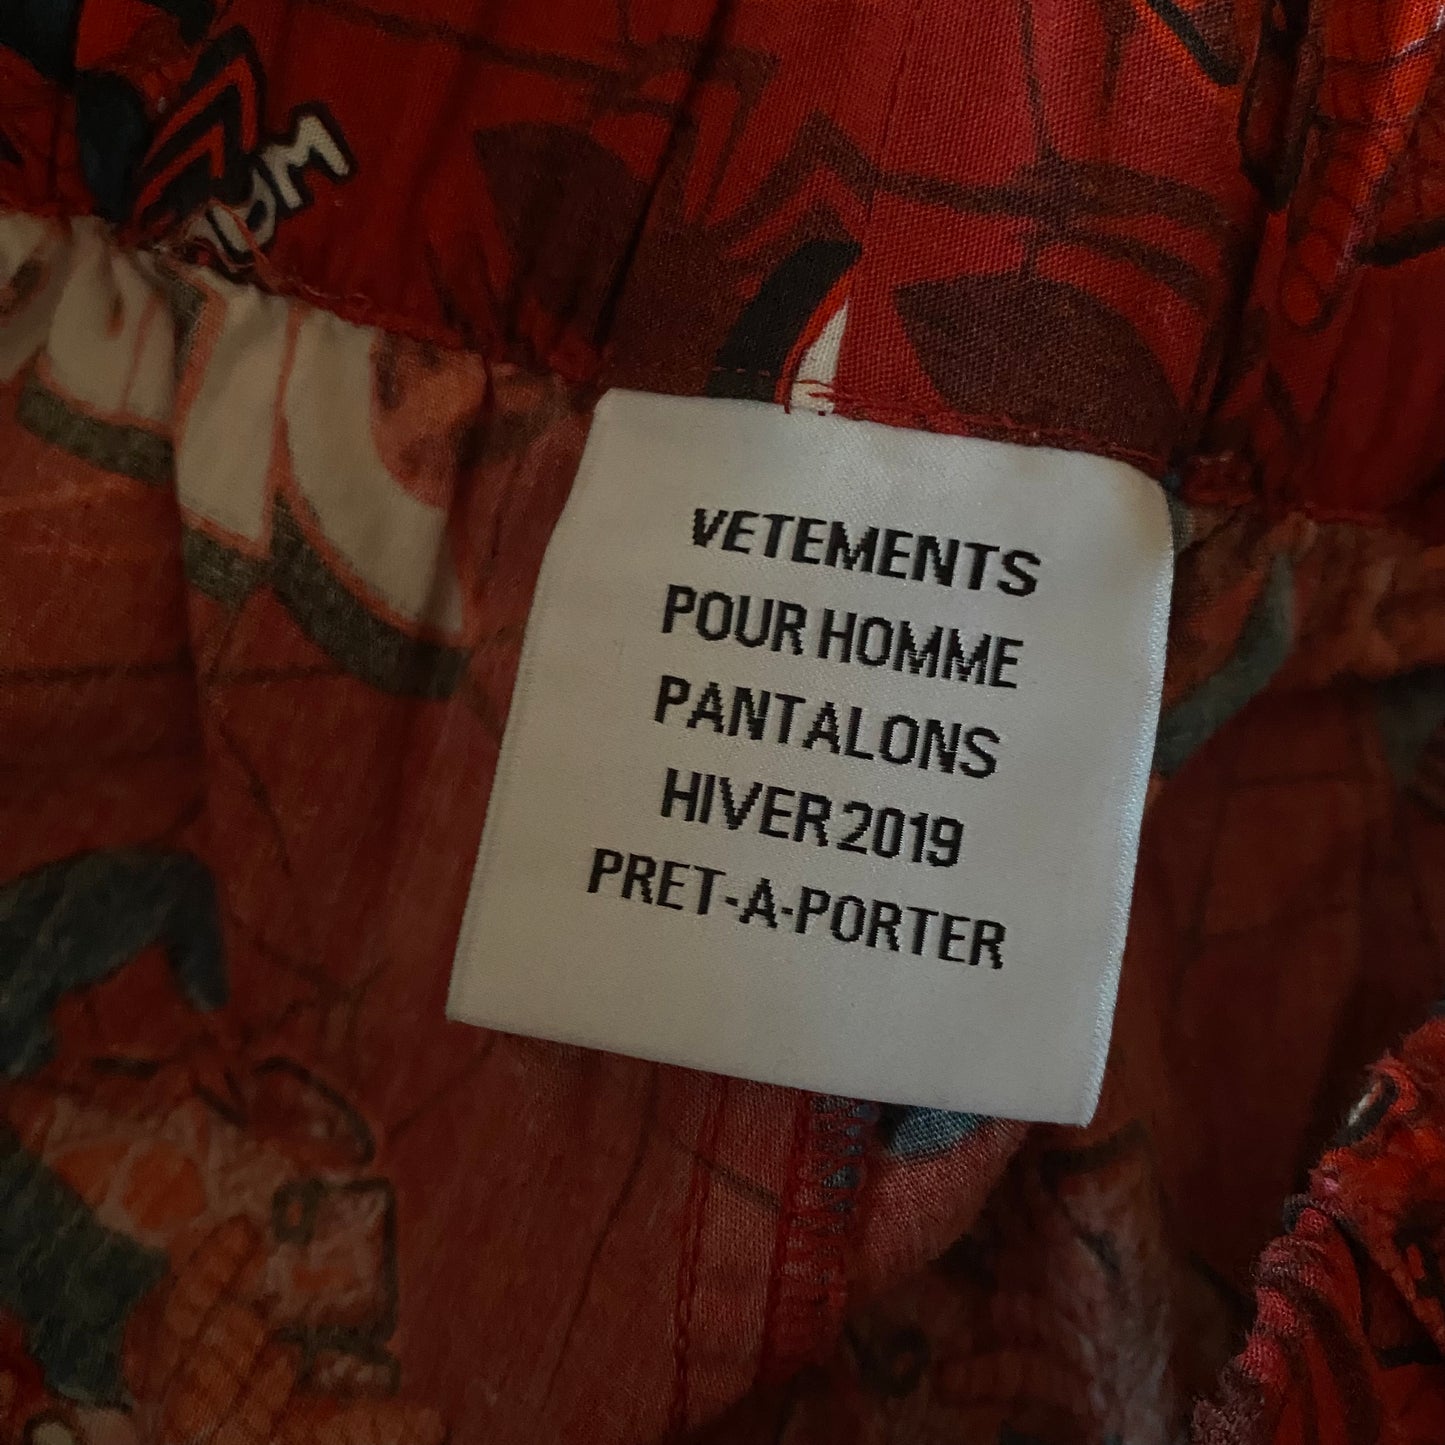 VETEMENTS
POUR HOMME
PANTALONS
HIVER 2019
PRET-A-PORTER